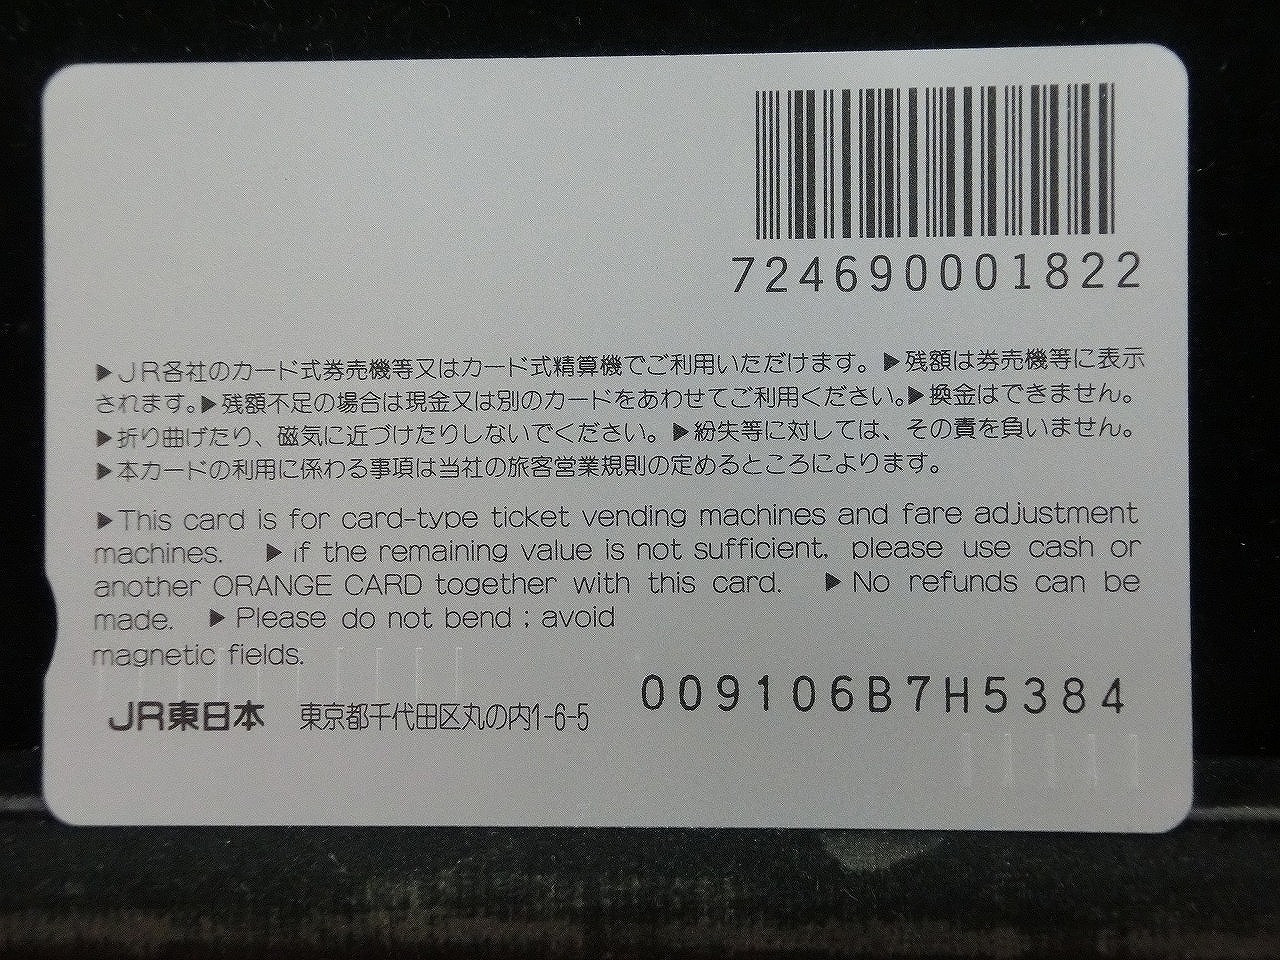 724690001822
▶JR各社のカード式券売機等又はカード式精算機でご利用いただけます。▶残額は券売機等に表示
されます。▶残額不足の場合は現金又は別のカードをあわせてご利用ください。▶換金はできません。
▶折り曲げたり、磁気に近づけたりしないでください。▶紛失等に対しては、その責を負いません。
▶本カードの利用に係わる事項は当社の旅客営業規則の定めるところによります。
▶This card is for card-type ticket vending machines and fare adjustment
machines. ▶if the remaining value is not sufficient, please use cash or
another ORANGE CARD together with this card. ▶No refunds can be
made. ▶Please do not bend ; avoid
magnetic fields.
009106B7H5384
JR東日本 東京都千代田区丸の内1-6-5